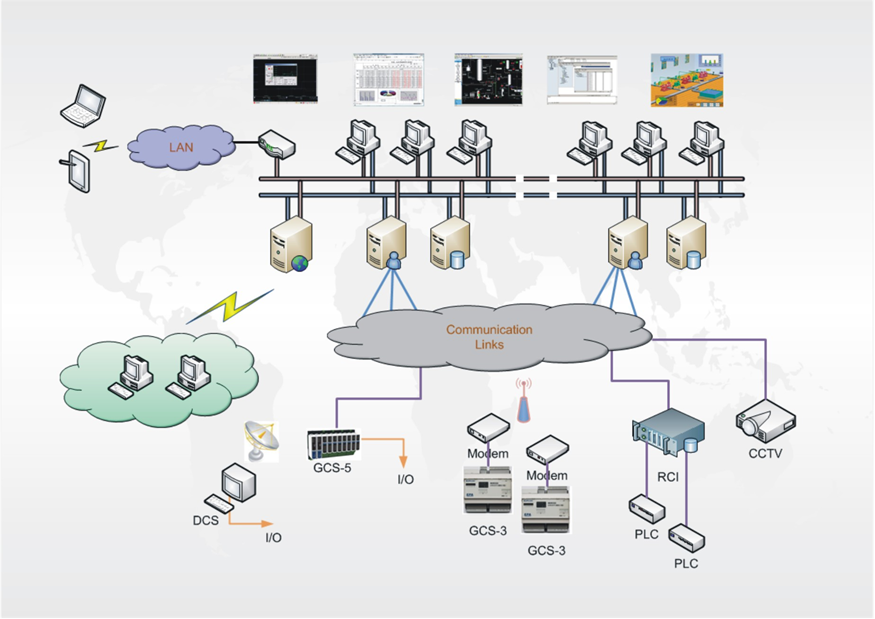 LAN
Communication
Links
GCS-5
I/O
DCS
I/O
Modem
GCS-3
Modem
GCS-3
RCI
PLC
PLC
CCTV